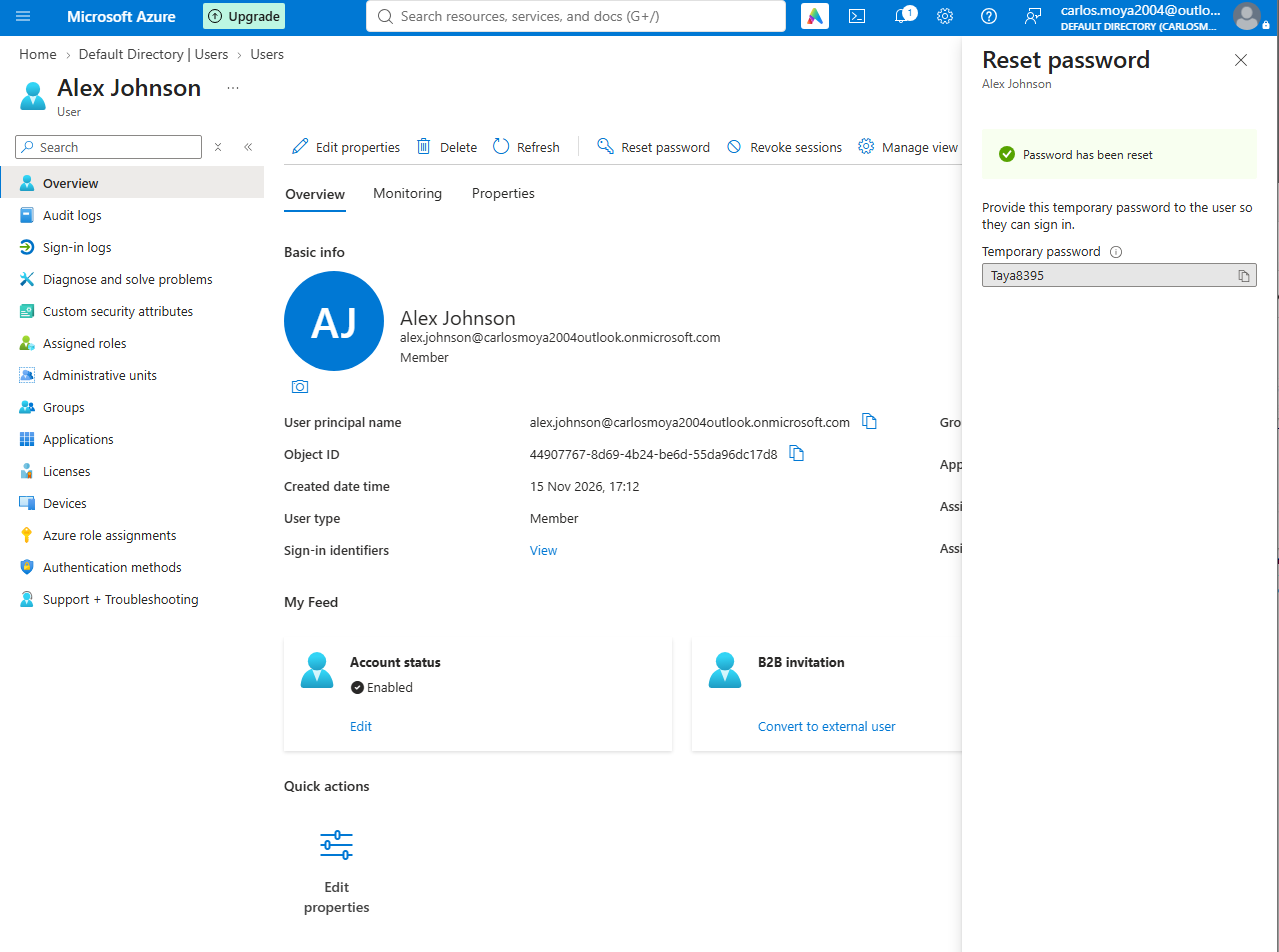 Microsoft Azure
Upgrade
Search resources, services, and docs (G+/)
1
carlos.moya2004@outlo...
DEFAULT DIRECTORY (CARLOSM...
Home > Default Directory | Users > Users
Alex Johnson
...
User
Search
Overview
Audit logs
Sign-in logs
Diagnose and solve problems
Custom security attributes
Assigned roles
Administrative units
Groups
Applications
Licenses
Devices
Azure role assignments
Authentication methods
Support + Troubleshooting
Edit properties Delete Refresh Reset password Revoke sessions Manage view
Overview Monitoring Properties
Basic info
AJ
Alex Johnson
alex.johnson@carlosmoya2004outlook.onmicrosoft.com
Member
User principal name alex.johnson@carlosmoya2004outlook.onmicrosoft.com Gro
Object ID 44907767-8d69-4b24-be6d-55da96dc17d8 App
Created date time 15 Nov 2026, 17:12 Assi
User type Member Assi
Sign-in identifiers View
My Feed
Account status
Enabled
Edit
B2B invitation
Convert to external user
Quick actions
Edit
properties
Reset password
Alex Johnson
Password has been reset
Provide this temporary password to the user so
they can sign in.
Temporary password
Taya8395